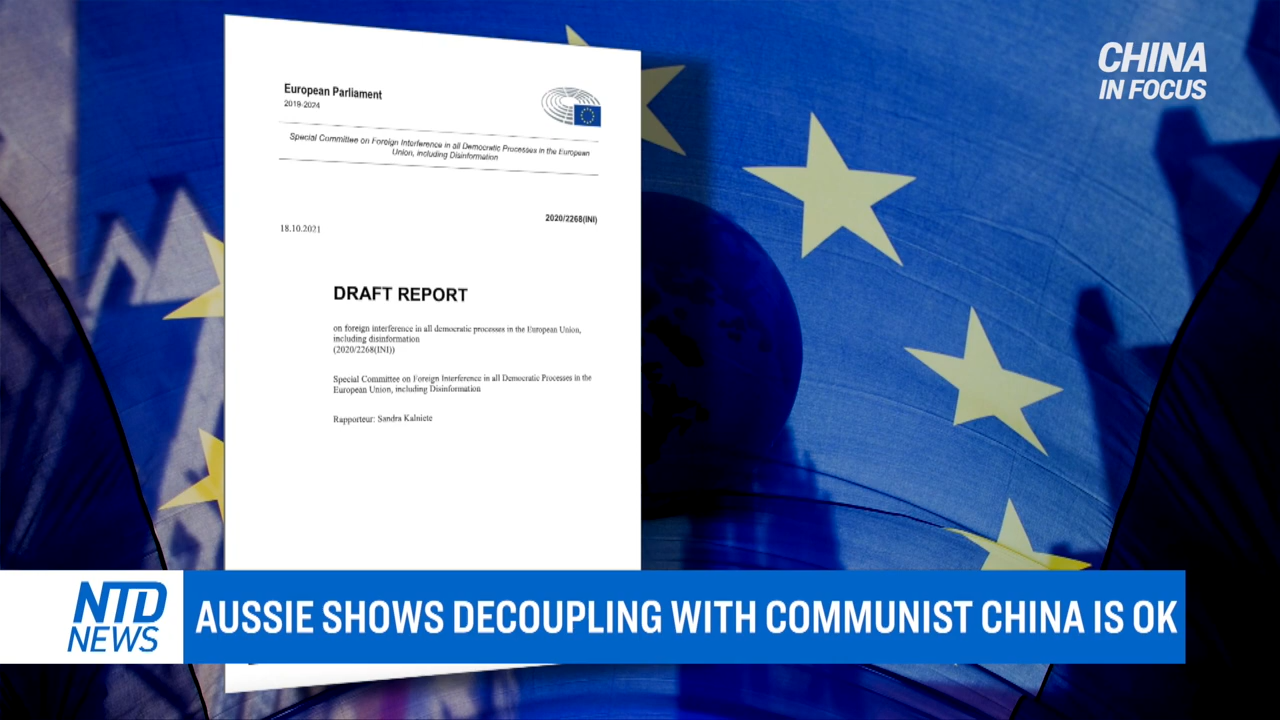 CHINA
IN FOCUS
European Parliament
2019-2024
Special Committee on Foreign Interference in all Democratic Processes in the European
Union, including Disinformation
2020/2268(INI)
18.10.2021
DRAFT REPORT
on foreign interference in all democratic processes in the European Union,
including disinformation
(2020/2268(INI))
Special Committee on Foreign Interference in all Democratic Processes in the
European Union, including Disinformation
Rapporteur: Sandra Kalniete
NTD
NEWS
AUSSIE SHOWS DECOUPLING WITH COMMUNIST CHINA IS OK